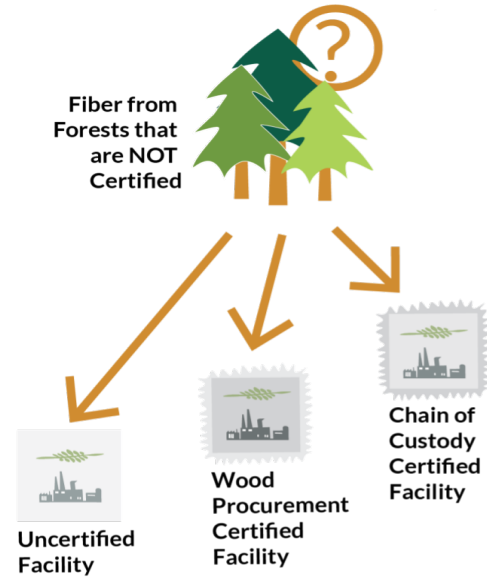 ?
Fiber from
Forests that
are NOT
Certified
Uncertified
Facility
Wood
Procurement
Certified
Facility
Chain of
Custody
Certified
Facility